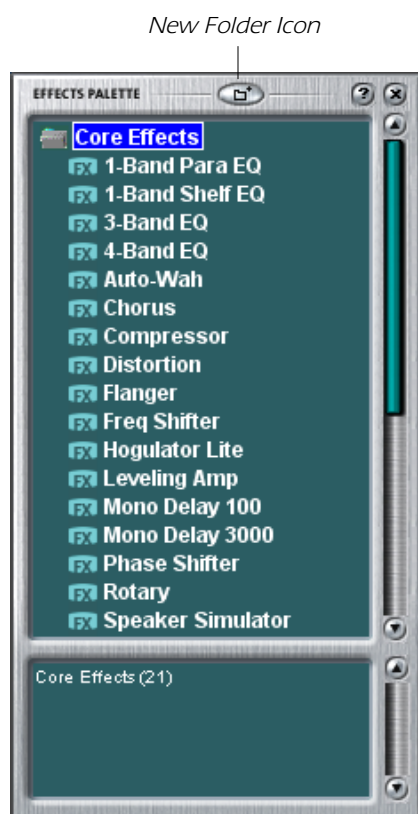 New Folder Icon
EFFECTS PALETTE
?
Core Effects
FX 1-Band Para EQ
FX 1-Band Shelf EQ
FX 3-Band EQ
FX 4-Band EQ
FX Auto-Wah
FX Chorus
FX Compressor
FX Distortion
FX Flanger
FX Freq Shifter
FX Hogulator Lite
FX Leveling Amp
FX Mono Delay 100
FX Mono Delay 3000
FX Phase Shifter
FX Rotary
FX Speaker Simulator
Core Effects (21)